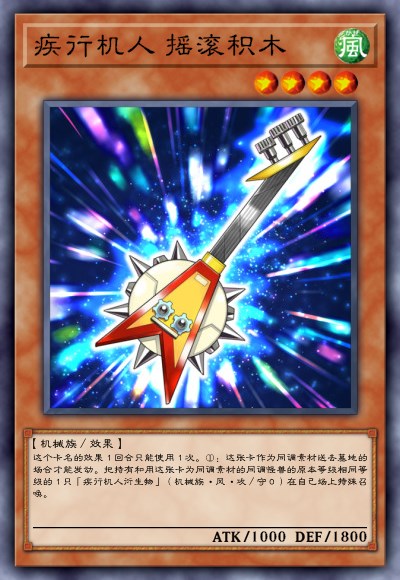 疾行机人 摇滚积木
風
【机械族/效果】
这个卡名的效果1回合只能使用1次。①：这张卡作为同调素材送去墓地的
场合才能发动。把持有和用这张卡为同调素材的同调怪兽的原本等级相同等
级的1只「疾行机人衍生物」（机械族·风·攻/守0）在自己场上特殊召
唤。
ATK/1000 DEF/1800